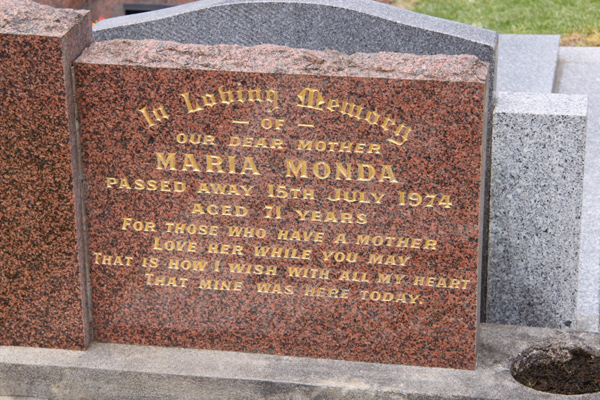 In Loving Memory
— OF —
OUR DEAR MOTHER
MARIA MONDA
PASSED AWAY 15TH JULY 1974
AGED 71 YEARS
FOR THOSE WHO HAVE A MOTHER
LOVE HER WHILE YOU MAY
THAT IS HOW I WISH WITH ALL MY HEART
THAT MINE WAS HERE TODAY.